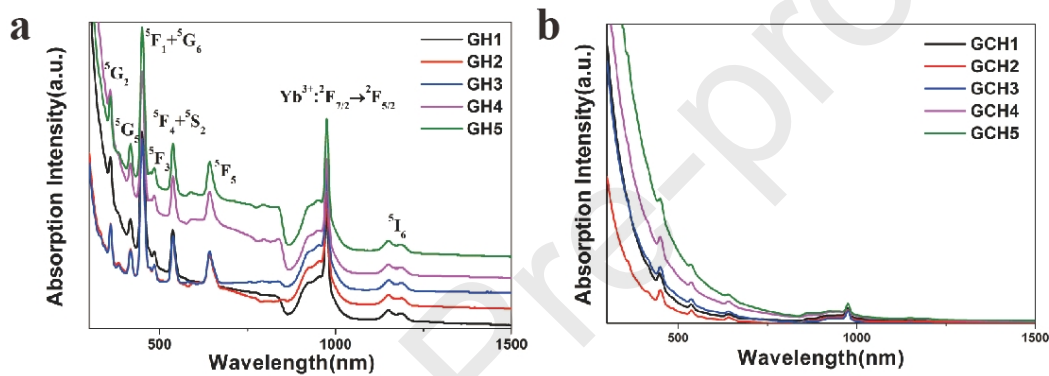 a
⁵F₁+⁵G₆
⁵G₂
⁵G₅
⁵F₄+⁵S₂
⁵F₃
⁵F₅
Yb³⁺:²F₇/₂→²F₅/₂
⁵I₆
GH1
GH2
GH3
GH4
GH5
Absorption Intensity(a.u.)
500
1000
1500
Wavelength(nm)
b
GCH1
GCH2
GCH3
GCH4
GCH5
Absorption Intensity(a.u.)
500
1000
1500
Wavelength(nm)
Pre-pro